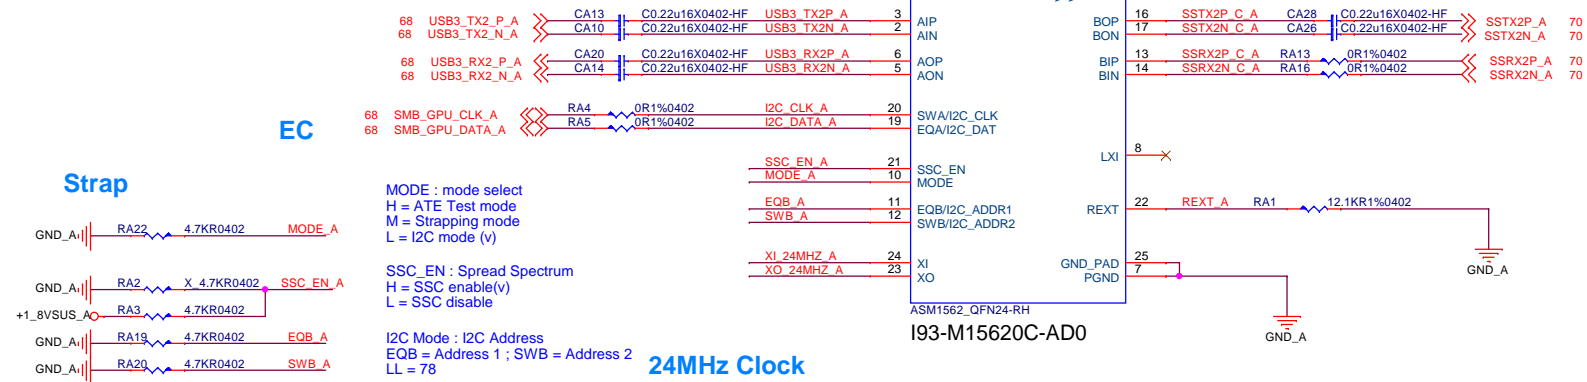 68 USB3_TX2_P_A CA13 C0.22u16X0402-HF USB3_TX2P_A 3 AIP BOP 16 SSTX2P_C_A CA28 C0.22u16X0402-HF SSTX2P_A 70
68 USB3_TX2_N_A CA10 C0.22u16X0402-HF USB3_TX2N_A 2 AIN BON 17 SSTX2N_C_A CA26 C0.22u16X0402-HF SSTX2N_A 70
68 USB3_RX2_P_A CA20 C0.22u16X0402-HF USB3_RX2P_A 6 AOP BIP 13 SSRX2P_C_A RA13 0R1%0402 SSRX2P_A 70
68 USB3_RX2_N_A CA14 C0.22u16X0402-HF USB3_RX2N_A 5 AON BIN 14 SSRX2N_C_A RA16 0R1%0402 SSRX2N_A 70
68 SMB_GPU_CLK_A RA4 0R1%0402 I2C_CLK_A 20 SWA/I2C_CLK
68 SMB_GPU_DATA_A RA5 0R1%0402 I2C_DATA_A 19 EQA/I2C_DAT
EC
LXI 8
SSC_EN_A 21 SSC_EN
MODE_A 10 MODE
Strap
MODE : mode select
H = ATE Test mode
M = Strapping mode
L = I2C mode (v)
EQB_A 11 EQB/I2C_ADDR1 REXT 22 REXT_A RA1 12.1KR1%0402
SWB_A 12 SWB/I2C_ADDR2
GND_A
GND_A RA22 4.7KR0402 MODE_A
XI_24MHZ_A 24 XI GND_PAD 25
XO_24MHZ_A 23 XO PGND 7
GND_A
SSC_EN : Spread Spectrum
H = SSC enable(v)
L = SSC disable
GND_A RA2 X_4.7KR0402 SSC_EN_A
+1_8VSUS_A RA3 4.7KR0402
ASM1562_QFN24-RH
I93-M15620C-AD0
GND_A RA19 4.7KR0402 EQB_A
GND_A RA20 4.7KR0402 SWB_A
I2C Mode : I2C Address
EQB = Address 1 ; SWB = Address 2
LL = 78
24MHz Clock